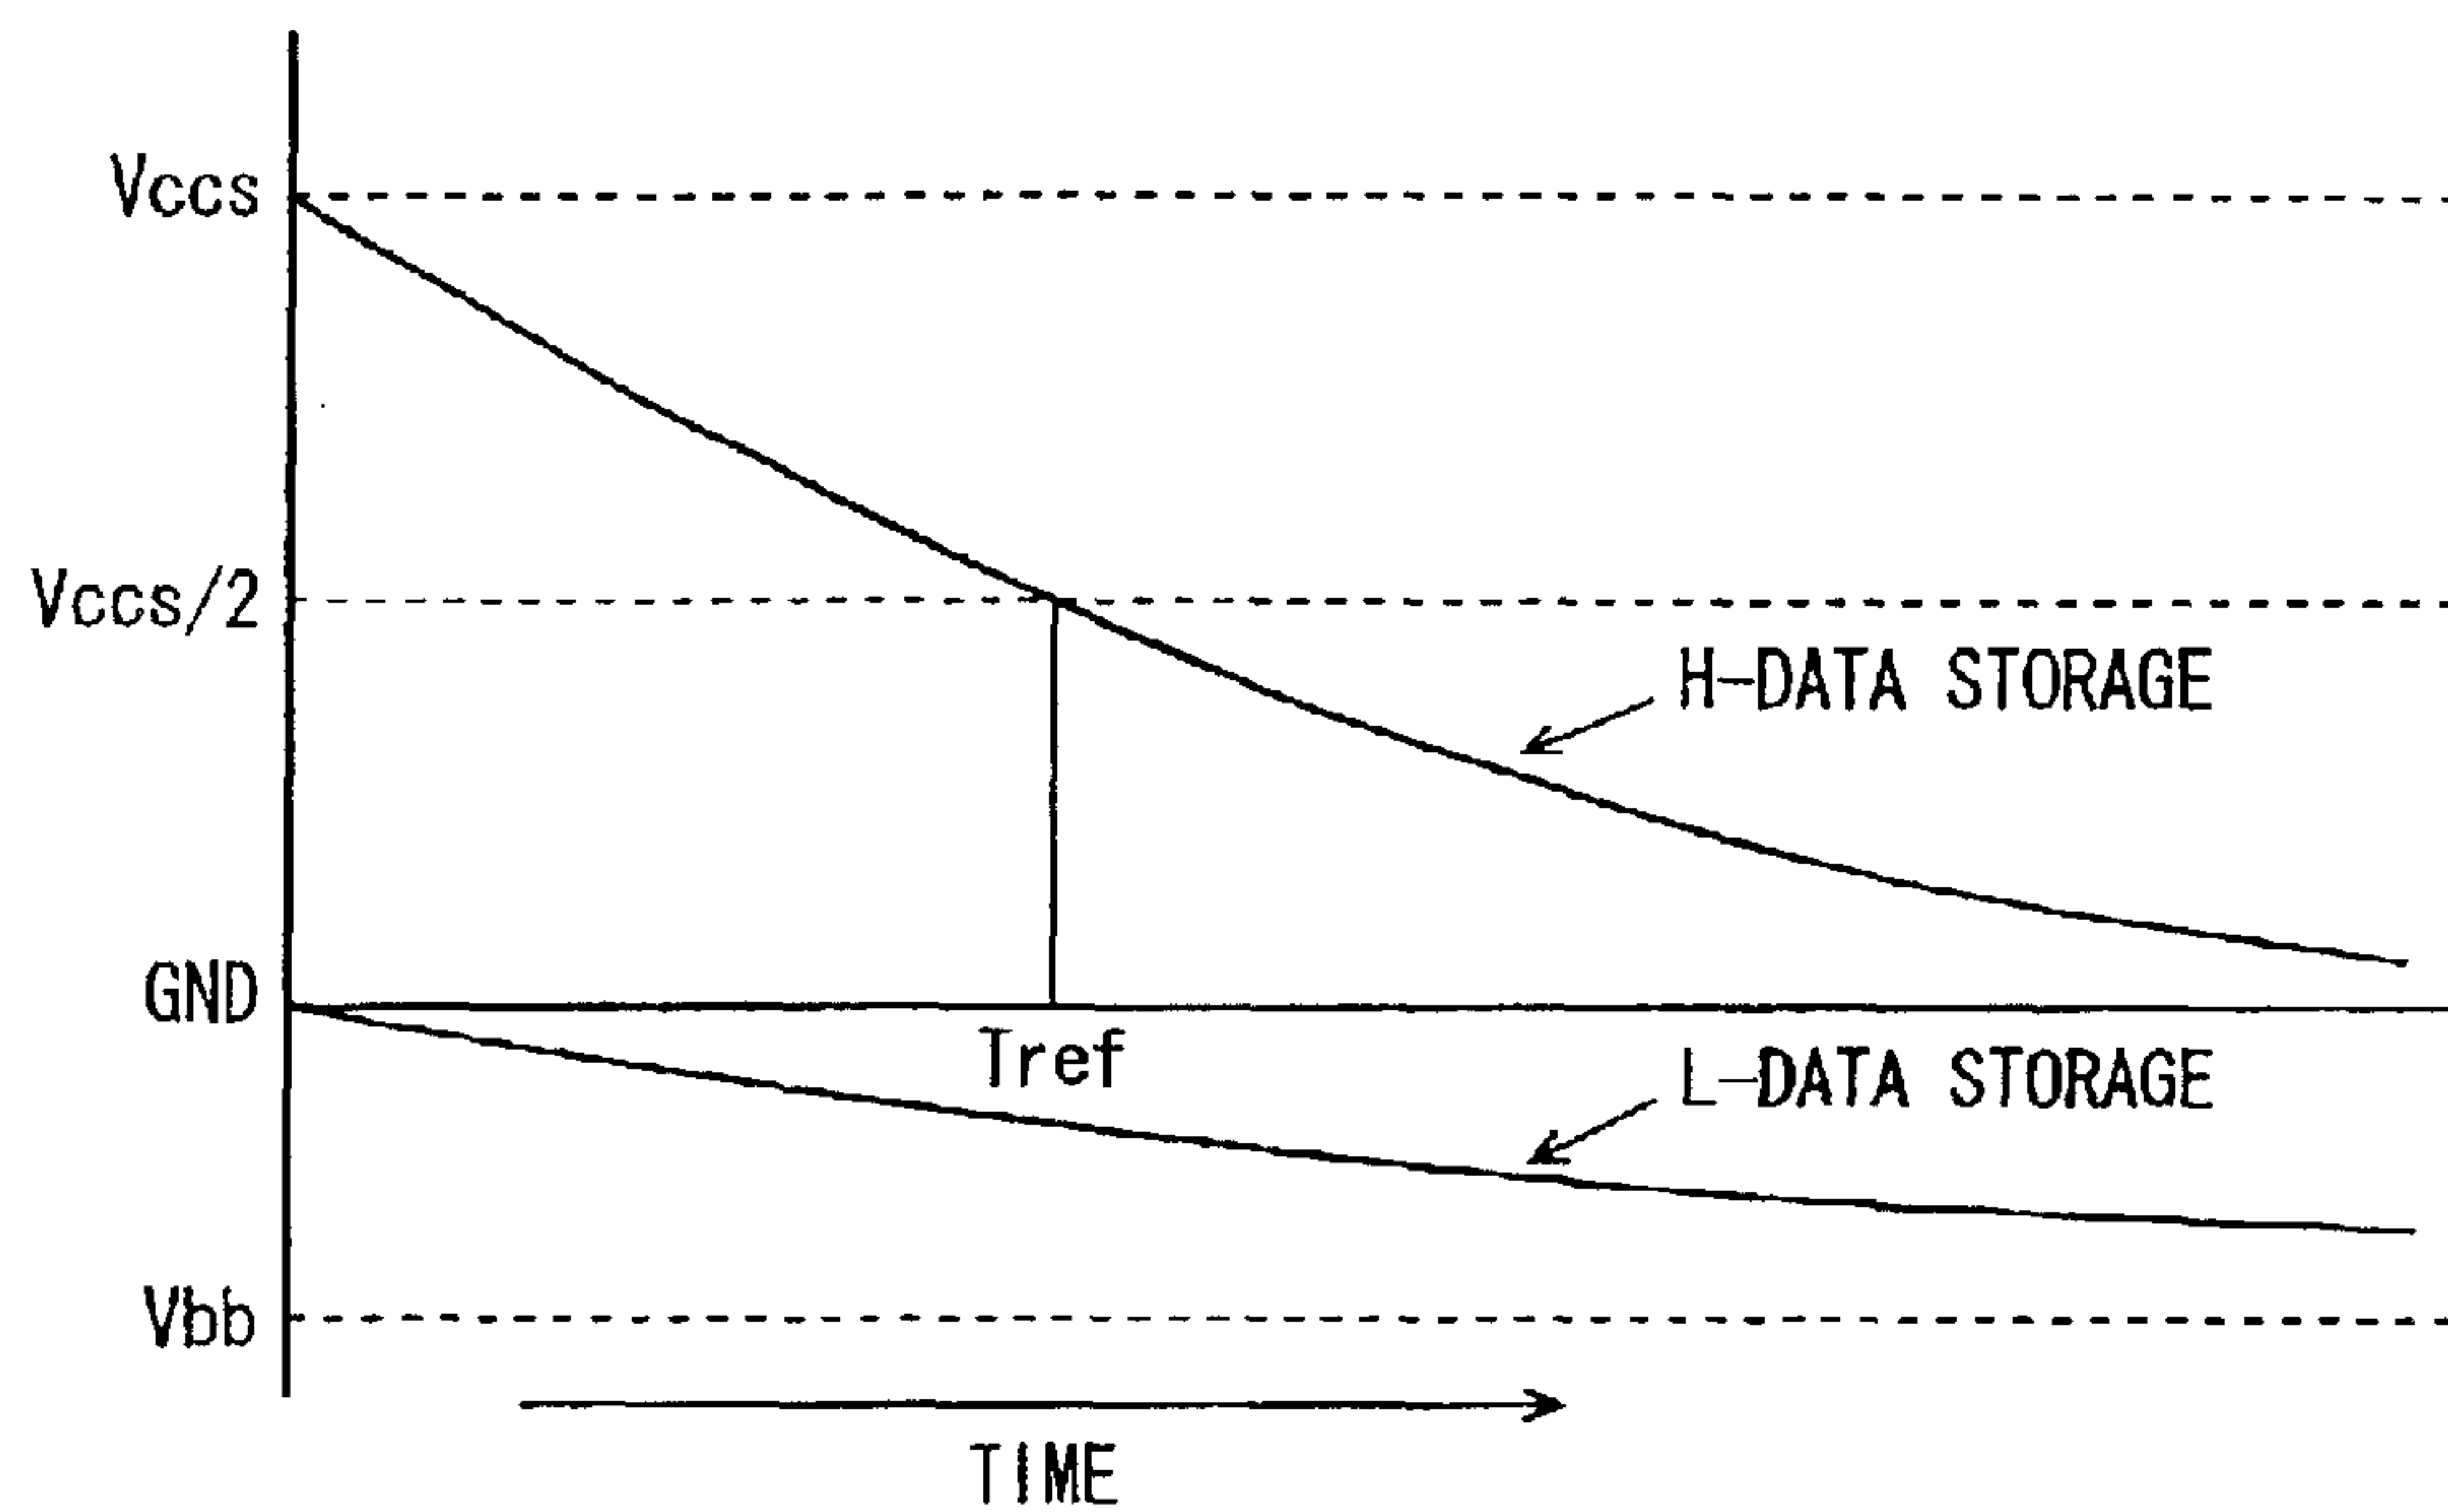 Vccs
Vccs/2
H-DATA STORAGE
GND
Tref
L-DATA STORAGE
Vbb
TIME